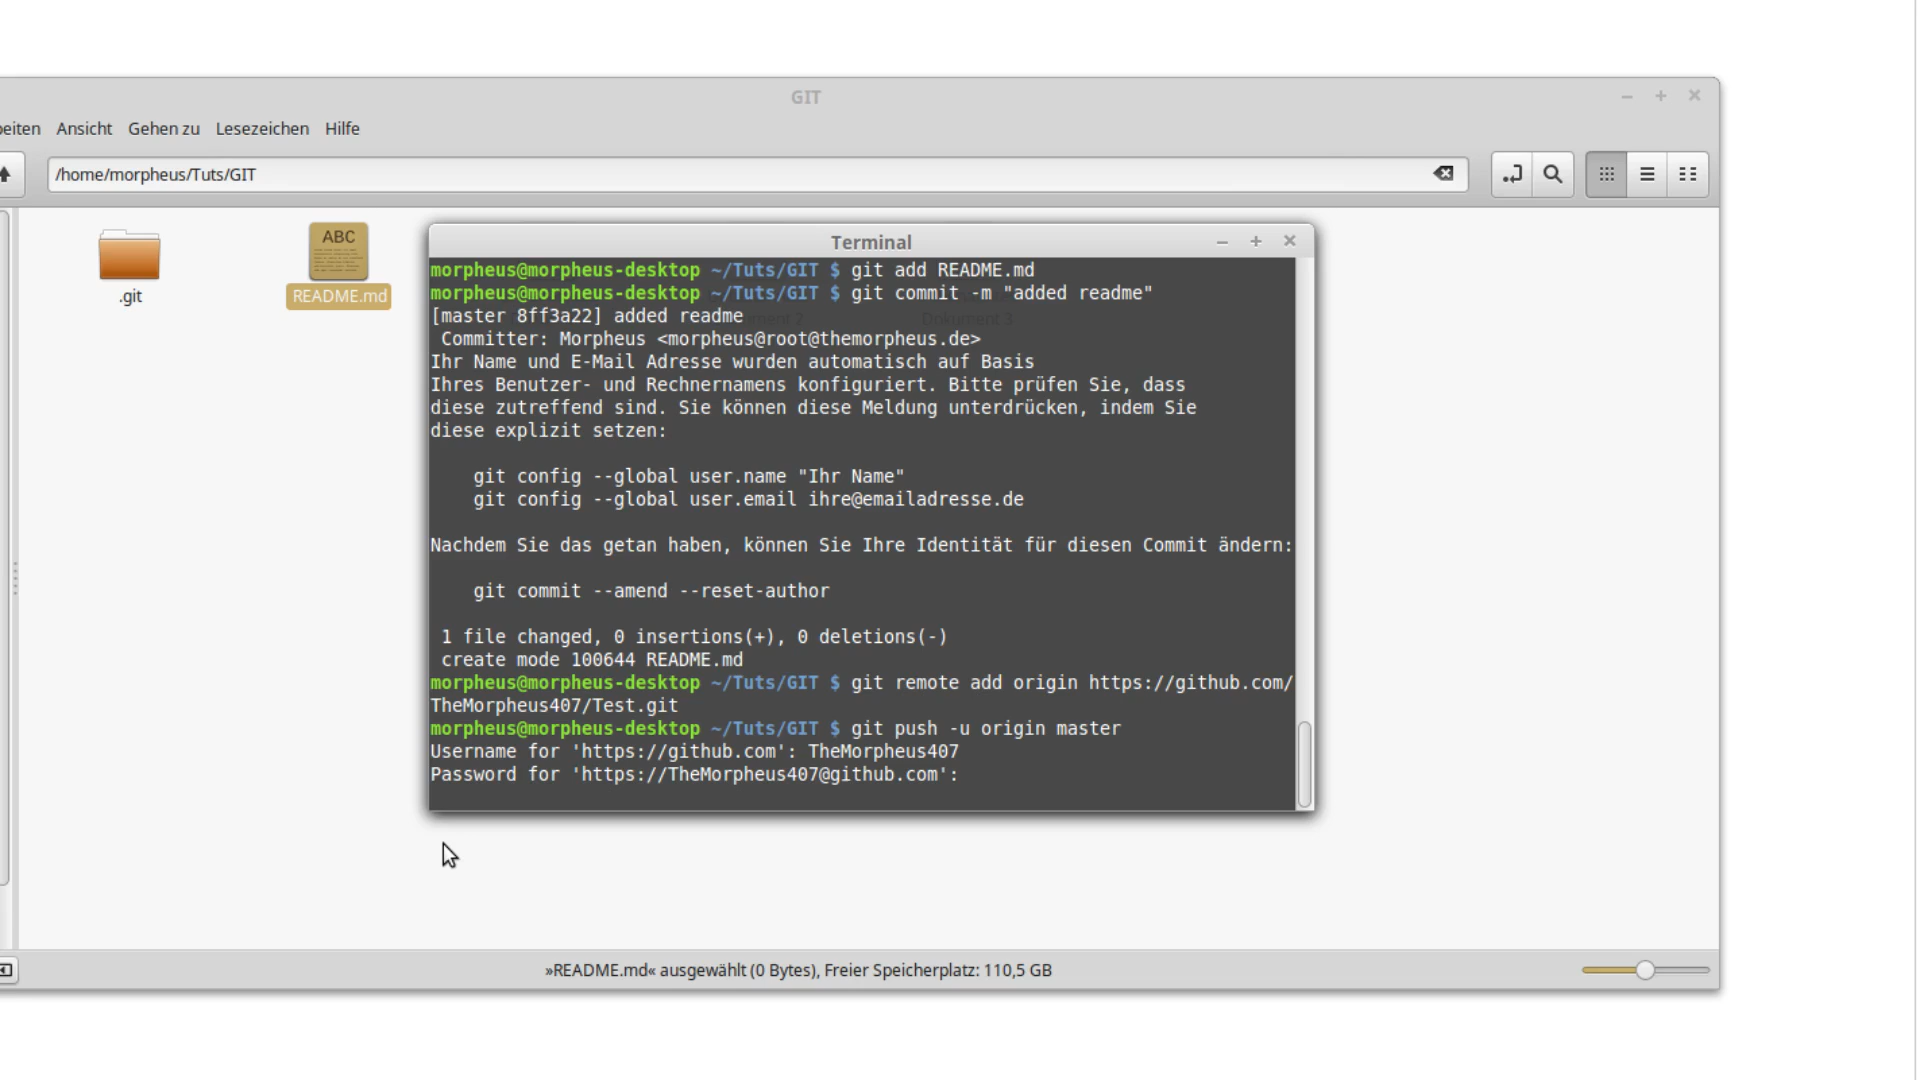 GIT
beiten Ansicht Gehen zu Lesezeichen Hilfe
/home/morpheus/Tuts/GIT
.git
ABC
README.md
Terminal
morpheus@morpheus-desktop ~/Tuts/GIT $ git add README.md
morpheus@morpheus-desktop ~/Tuts/GIT $ git commit -m "added readme"
[master 8ff3a22] added readme
Committer: Morpheus <morpheus@root@themorpheus.de>
Ihr Name und E-Mail Adresse wurden automatisch auf Basis
Ihres Benutzer- und Rechnernamens konfiguriert. Bitte prüfen Sie, dass
diese zutreffend sind. Sie können diese Meldung unterdrücken, indem Sie
diese explizit setzen:
git config --global user.name "Ihr Name"
git config --global user.email ihre@emailadresse.de
Nachdem Sie das getan haben, können Sie Ihre Identität für diesen Commit ändern:
git commit --amend --reset-author
1 file changed, 0 insertions(+), 0 deletions(-)
create mode 100644 README.md
morpheus@morpheus-desktop ~/Tuts/GIT $ git remote add origin https://github.com/
TheMorpheus407/Test.git
morpheus@morpheus-desktop ~/Tuts/GIT $ git push -u origin master
Username for 'https://github.com': TheMorpheus407
Password for 'https://TheMorpheus407@github.com':
»README.md« ausgewählt (0 Bytes), Freier Speicherplatz: 110,5 GB